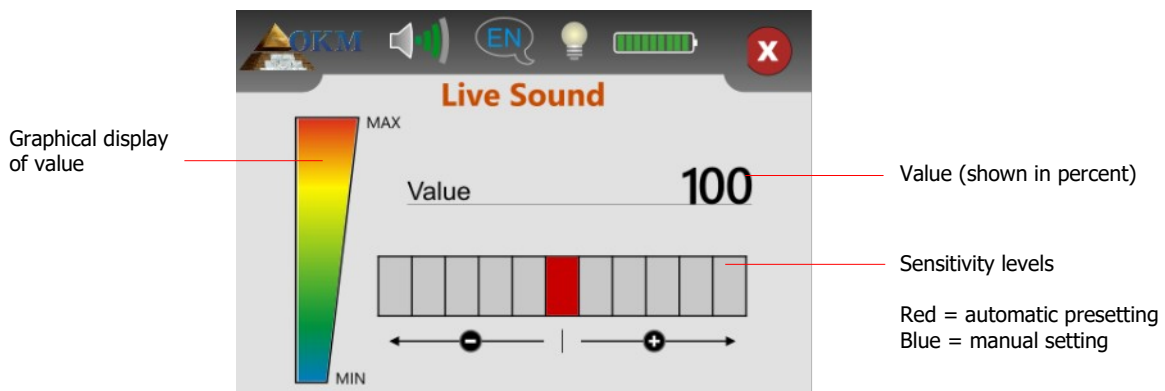 OKM
EN
X
Live Sound
MAX
Graphical display
of value
Value 100
Value (shown in percent)
Sensitivity levels
Red = automatic presetting
Blue = manual setting
MIN